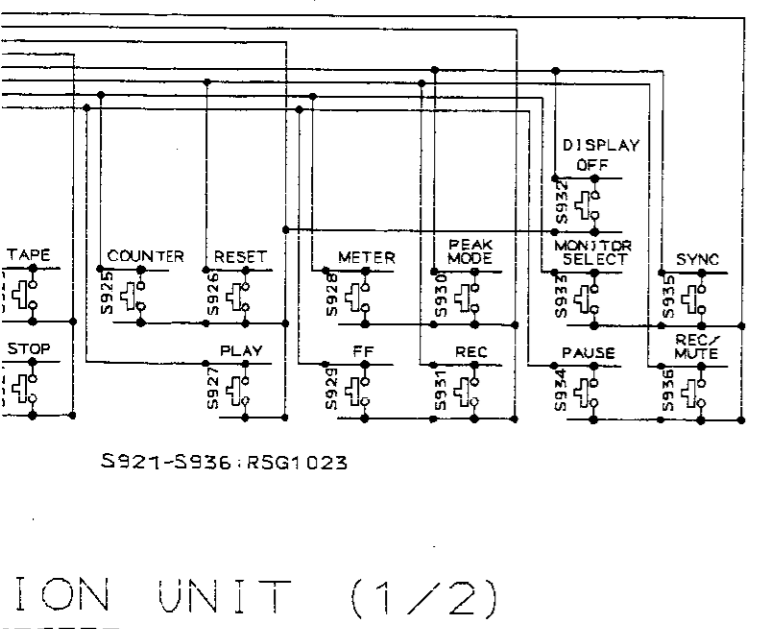 DISPLAY
OFF
S932
TAPE
COUNTER
RESET
METER
PEAK
MODE
MONITOR
SELECT
SYNC
S925
S926
S928
S930
S933
S935
STOP
PLAY
FF
REC
PAUSE
REC/
MUTE
S927
S929
S931
S934
S936
S921-S936:RSG1023
ION UNIT (1/2)